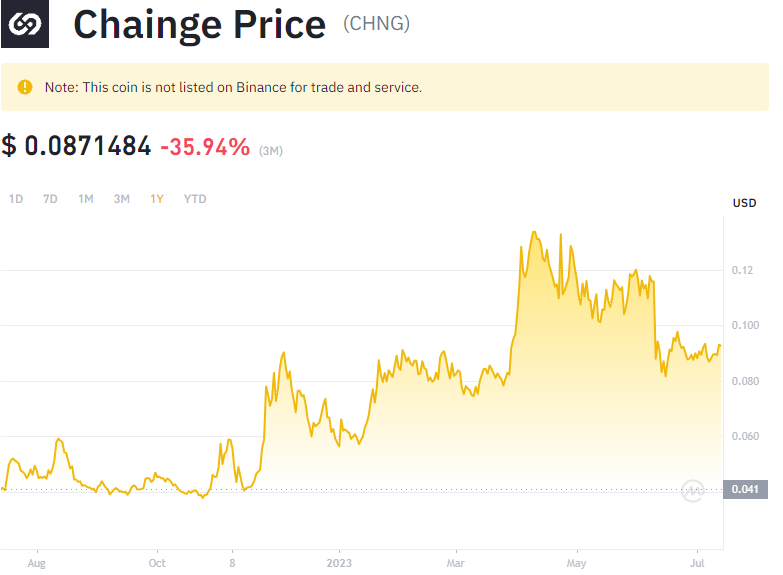 Chainge Price (CHNG)
Note: This coin is not listed on Binance for trade and service.
$ 0.0871484 -35.94% (3M)
1D 7D 1M 3M 1Y YTD
USD
0.12
0.100
0.080
0.060
0.041
Aug Oct 8 2023 Mar May Jul